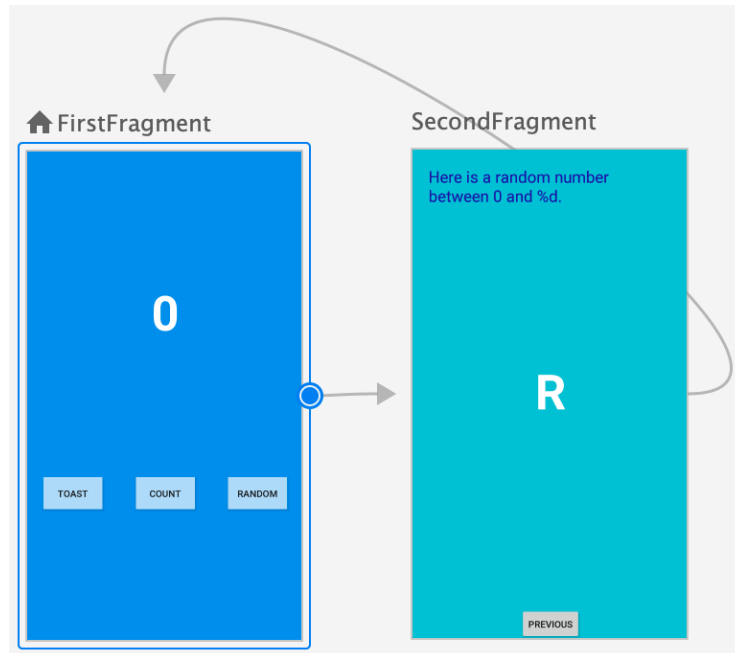 FirstFragment
0
TOAST COUNT RANDOM
SecondFragment
Here is a random number
between 0 and %d.
R
PREVIOUS